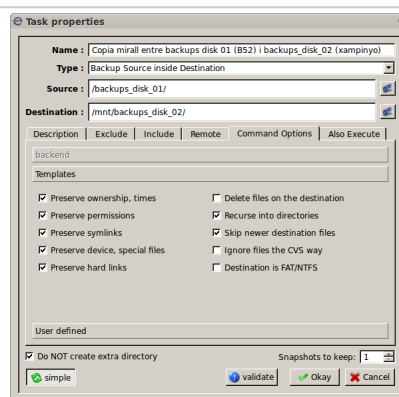 Task properties
Name : Copia mirall entre backups disk 01 (B52) i backups_disk_02 (xampinyo)
Type : Backup Source inside Destination
Source : /backups_disk_01/
Destination : /mnt/backups_disk_02/
Description Exclude Include Remote Command Options Also Execute
backend
Templates
Preserve ownership, times Delete files on the destination
Preserve permissions Recurse into directories
Preserve symlinks Skip newer destination files
Preserve device, special files Ignore files the CVS way
Preserve hard links Destination is FAT/NTFS
User defined
Do NOT create extra directory Snapshots to keep: 1
simple validate Okay Cancel